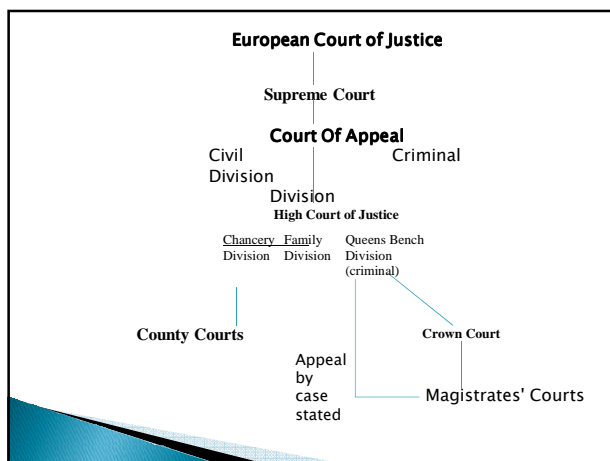 European Court of Justice
Supreme Court
Court Of Appeal
Civil Criminal
Division
Division
High Court of Justice
Chancery Family Queens Bench
Division Division Division
(criminal)
County Courts
Crown Court
Appeal
by
case
stated
Magistrates' Courts